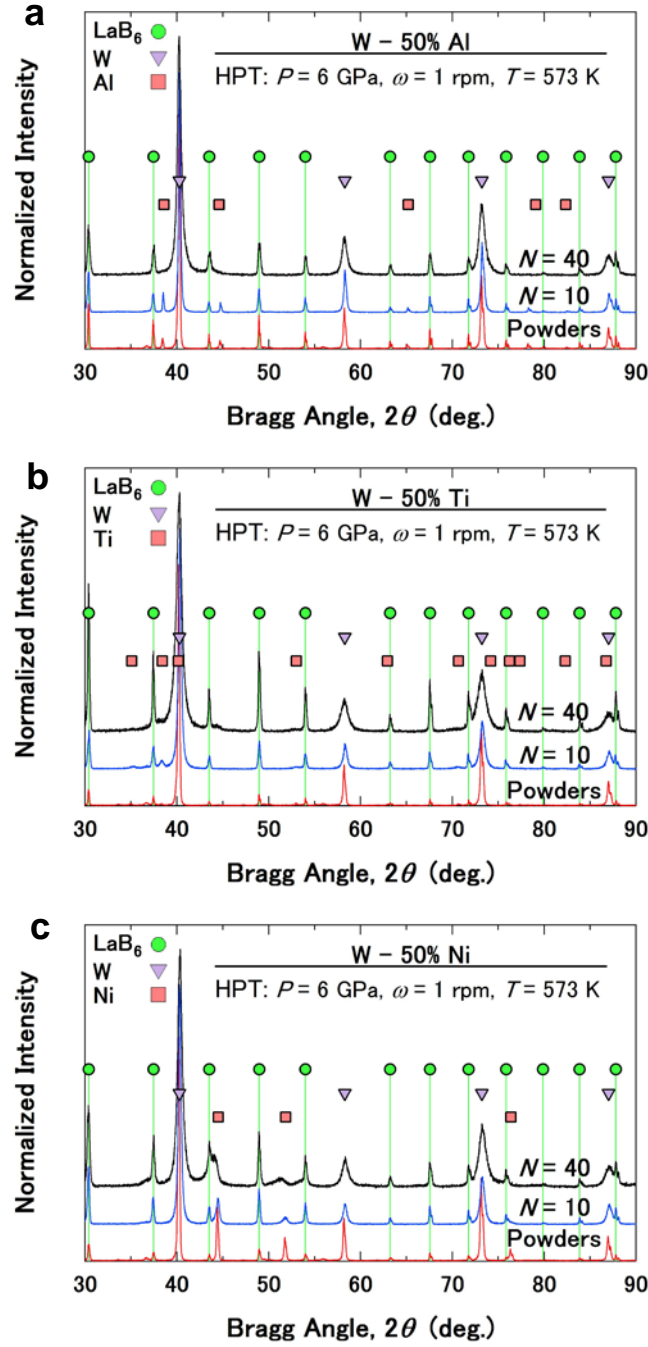 a
LaB₆
W
Al
W - 50% Al
HPT: P = 6 GPa, ω = 1 rpm, T = 573 K
Normalized Intensity
N = 40
N = 10
Powders
30 40 50 60 70 80 90
Bragg Angle, 2θ (deg.)
b
LaB₆
W
Ti
W - 50% Ti
HPT: P = 6 GPa, ω = 1 rpm, T = 573 K
Normalized Intensity
N = 40
N = 10
Powders
30 40 50 60 70 80 90
Bragg Angle, 2θ (deg.)
c
LaB₆
W
Ni
W - 50% Ni
HPT: P = 6 GPa, ω = 1 rpm, T = 573 K
Normalized Intensity
N = 40
N = 10
Powders
30 40 50 60 70 80 90
Bragg Angle, 2θ (deg.)